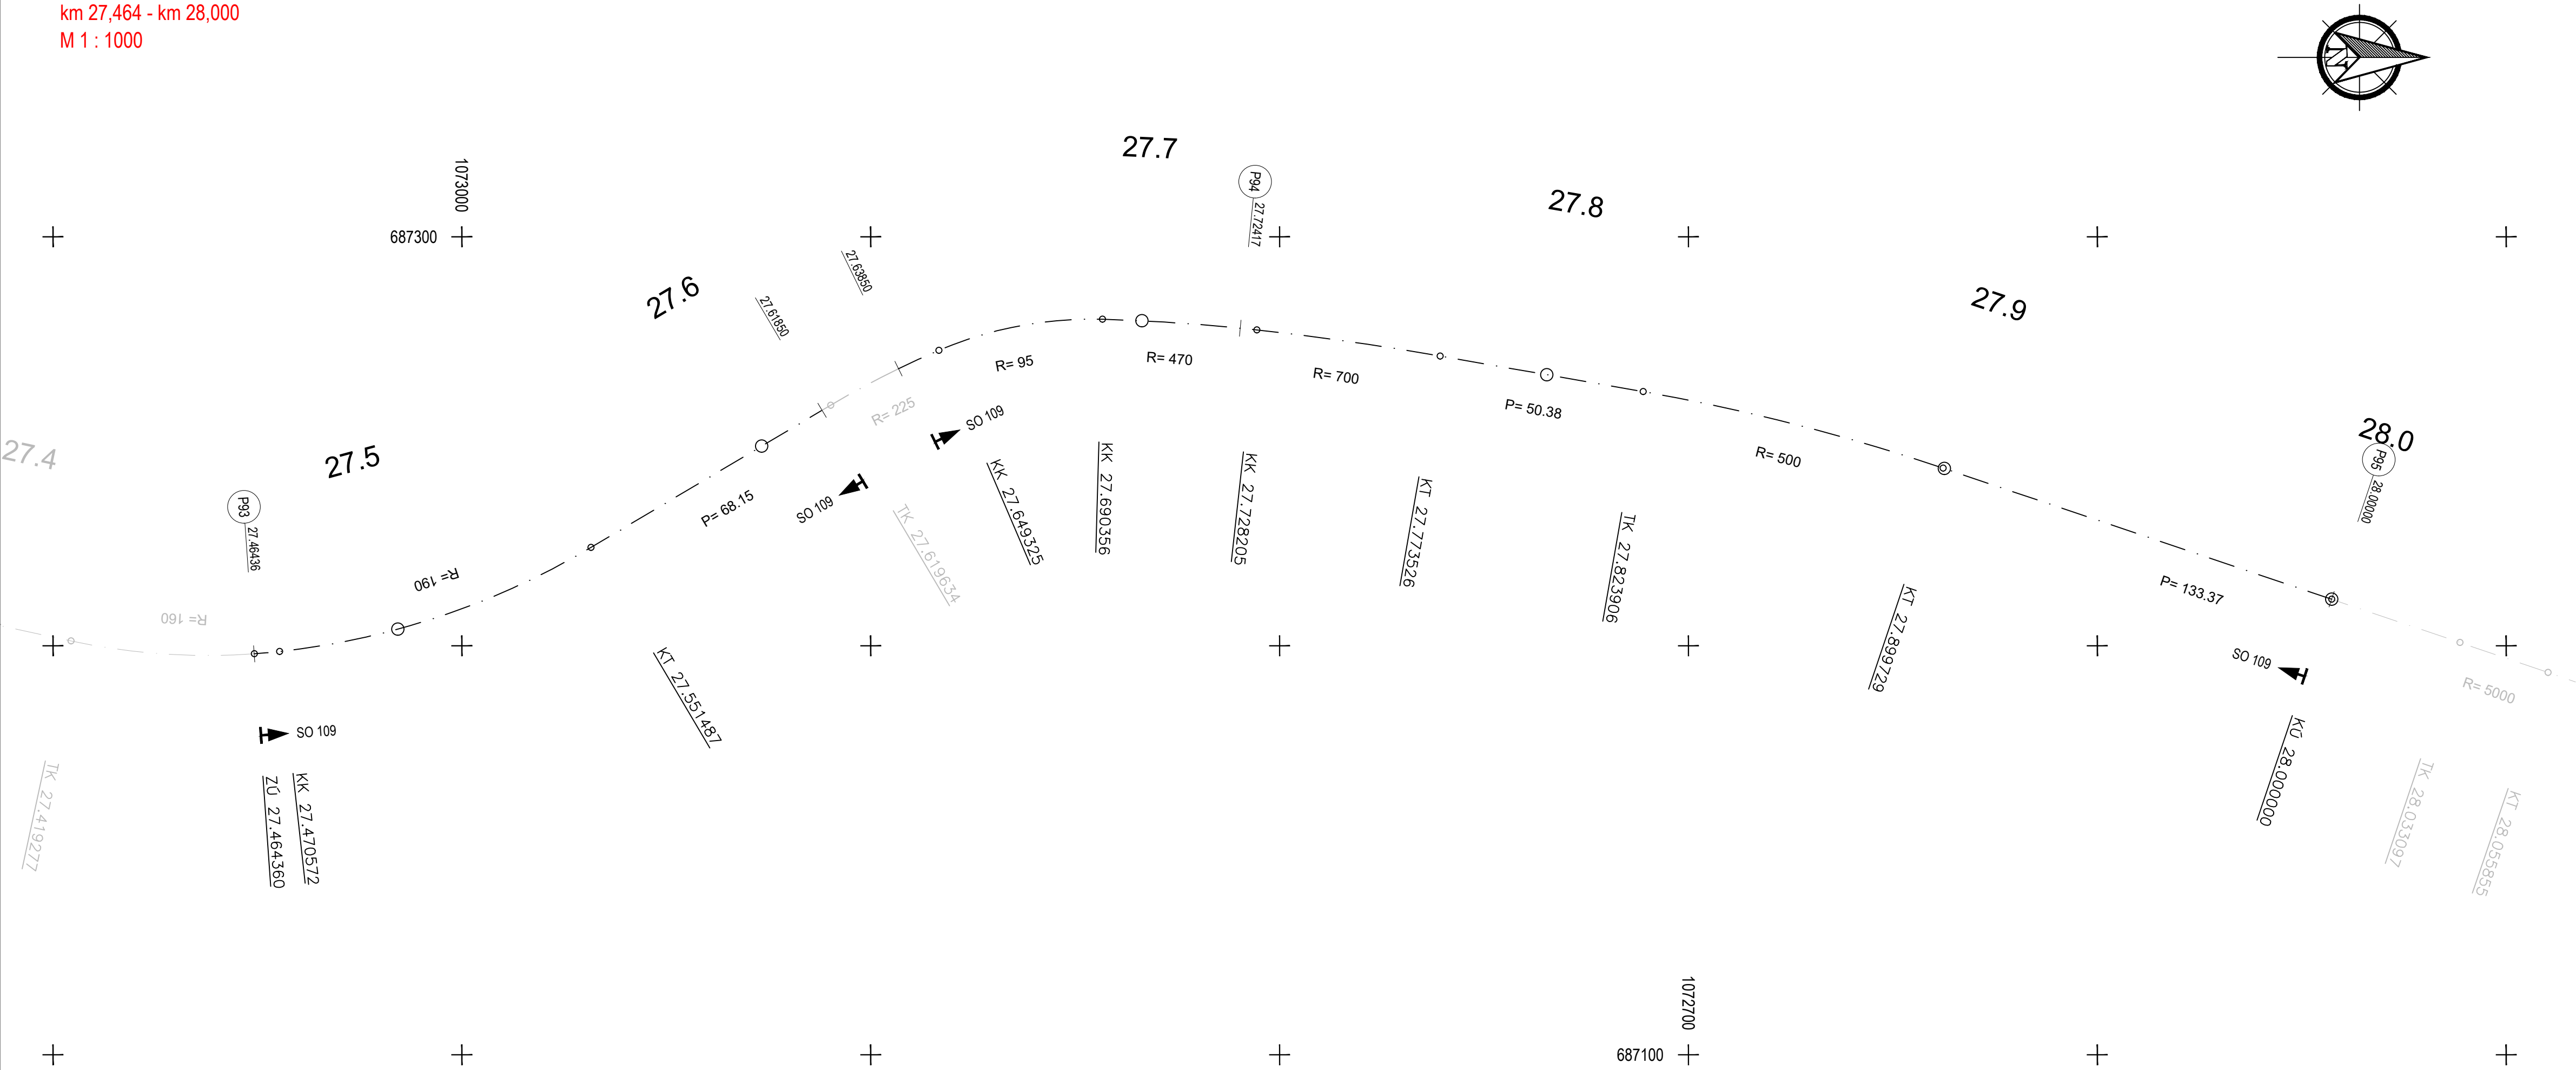 km 27,464 - km 28,000
M 1 : 1000
N
27.7
1073000
P94
27.72417
27.8
687300
27.63850
27.6
27.61850
27.9
R= 95
R= 470
R= 700
R= 225
P= 50.38
SO 109
27.4
27.5
28.0
P95
28.00000
R= 500
KK 27.649325
KK 27.690356
KK 27.728205
KT 27.773526
TK 27.823906
P93
27.46436
P= 68.15
SO 109
TK 27.619634
R= 190
R= 160
KT 27.899729
P= 133.37
SO 109
R= 5000
KT 27.551487
SO 109
KÚ 28.000000
TK 27.419277
ZÚ 27.464360
KK 27.470572
TK 28.033097
KT 28.055855
1072700
687100